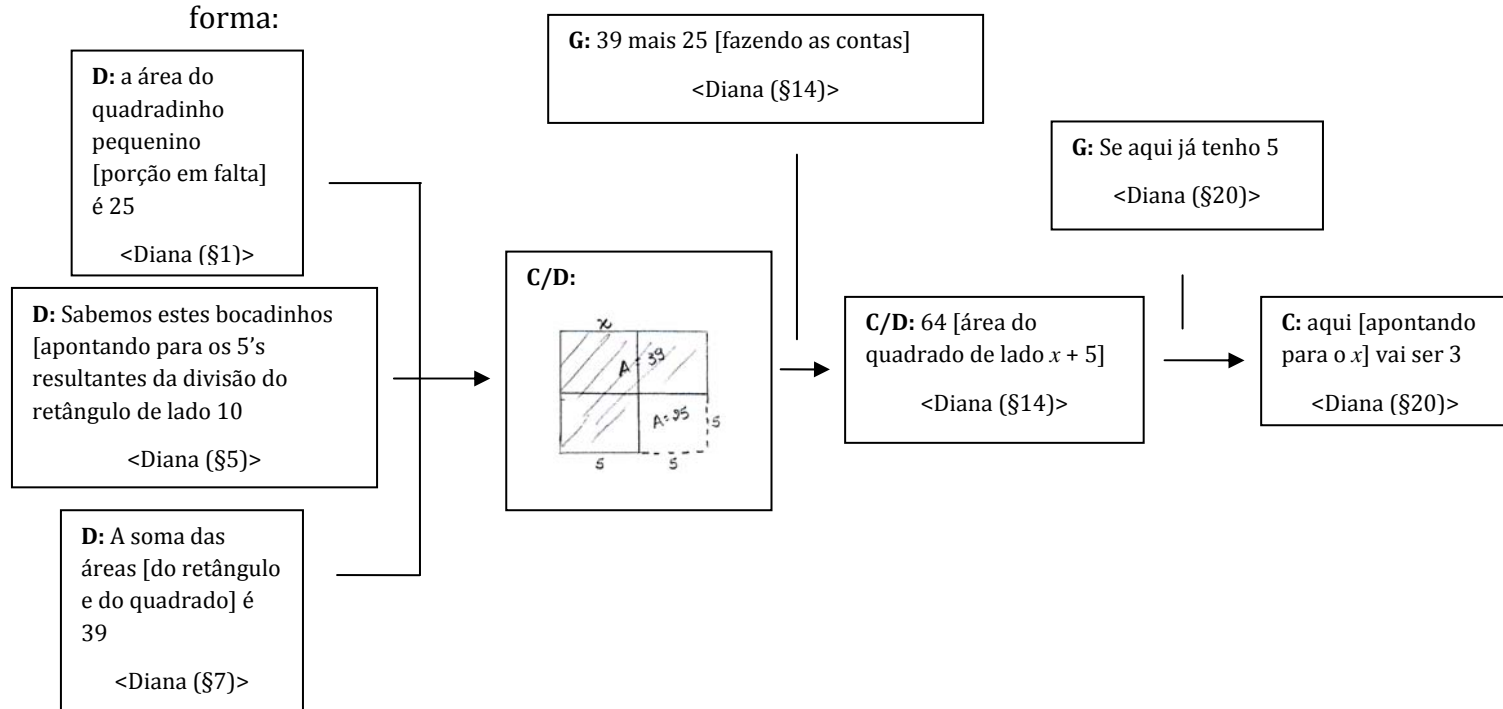 forma:
D: a área do
quadradinho
pequenino
[porção em falta]
é 25
<Diana (§1)>
D: Sabemos estes bocadinhos
[apontando para os 5's
resultantes da divisão do
retângulo de lado 10
<Diana (§5)>
D: A soma das
áreas [do retângulo
e do quadrado] é
39
<Diana (§7)>
C/D:
x
A = 39
A=25
5
5
5
G: 39 mais 25 [fazendo as contas]
<Diana (§14)>
C/D: 64 [área do
quadrado de lado x + 5]
<Diana (§14)>
G: Se aqui já tenho 5
<Diana (§20)>
C: aqui [apontando
para o x] vai ser 3
<Diana (§20)>